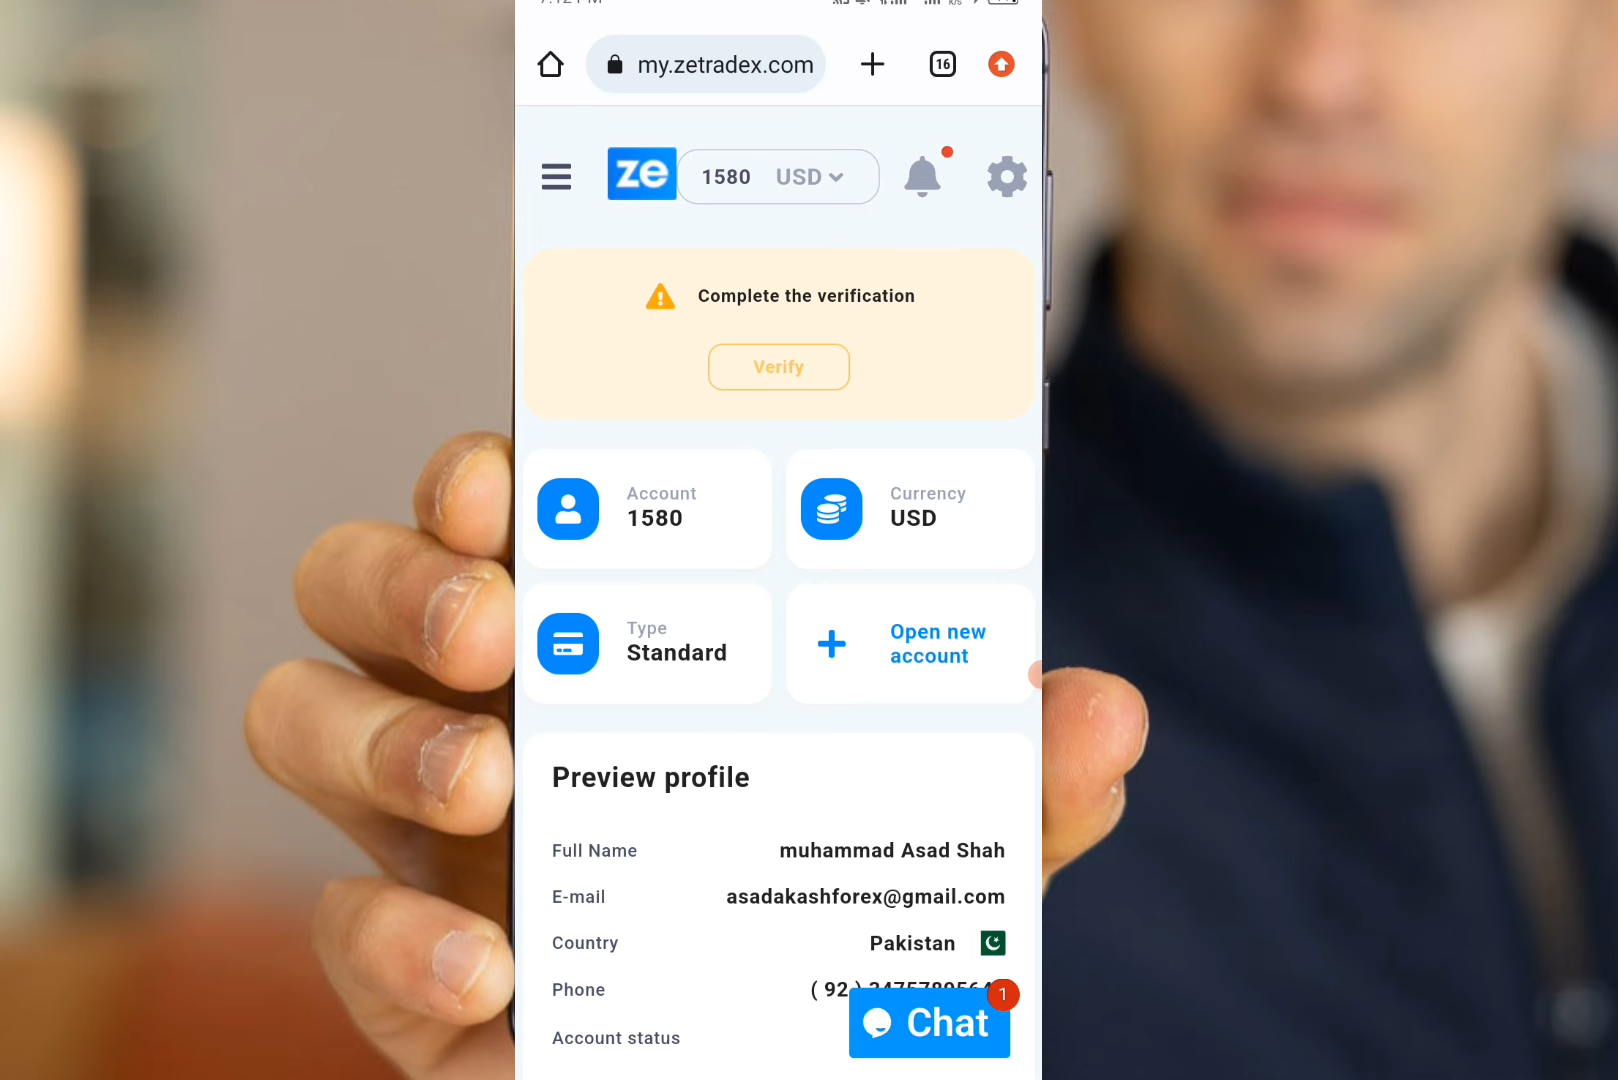 my.zetradex.com
16
ze
1580 USD
Complete the verification
Verify
Account
1580
Currency
USD
Type
Standard
Open new
account
Preview profile
Full Name muhammad Asad Shah
E-mail asadakashforex@gmail.com
Country Pakistan
Phone ( 92 )
1
Chat
Account status